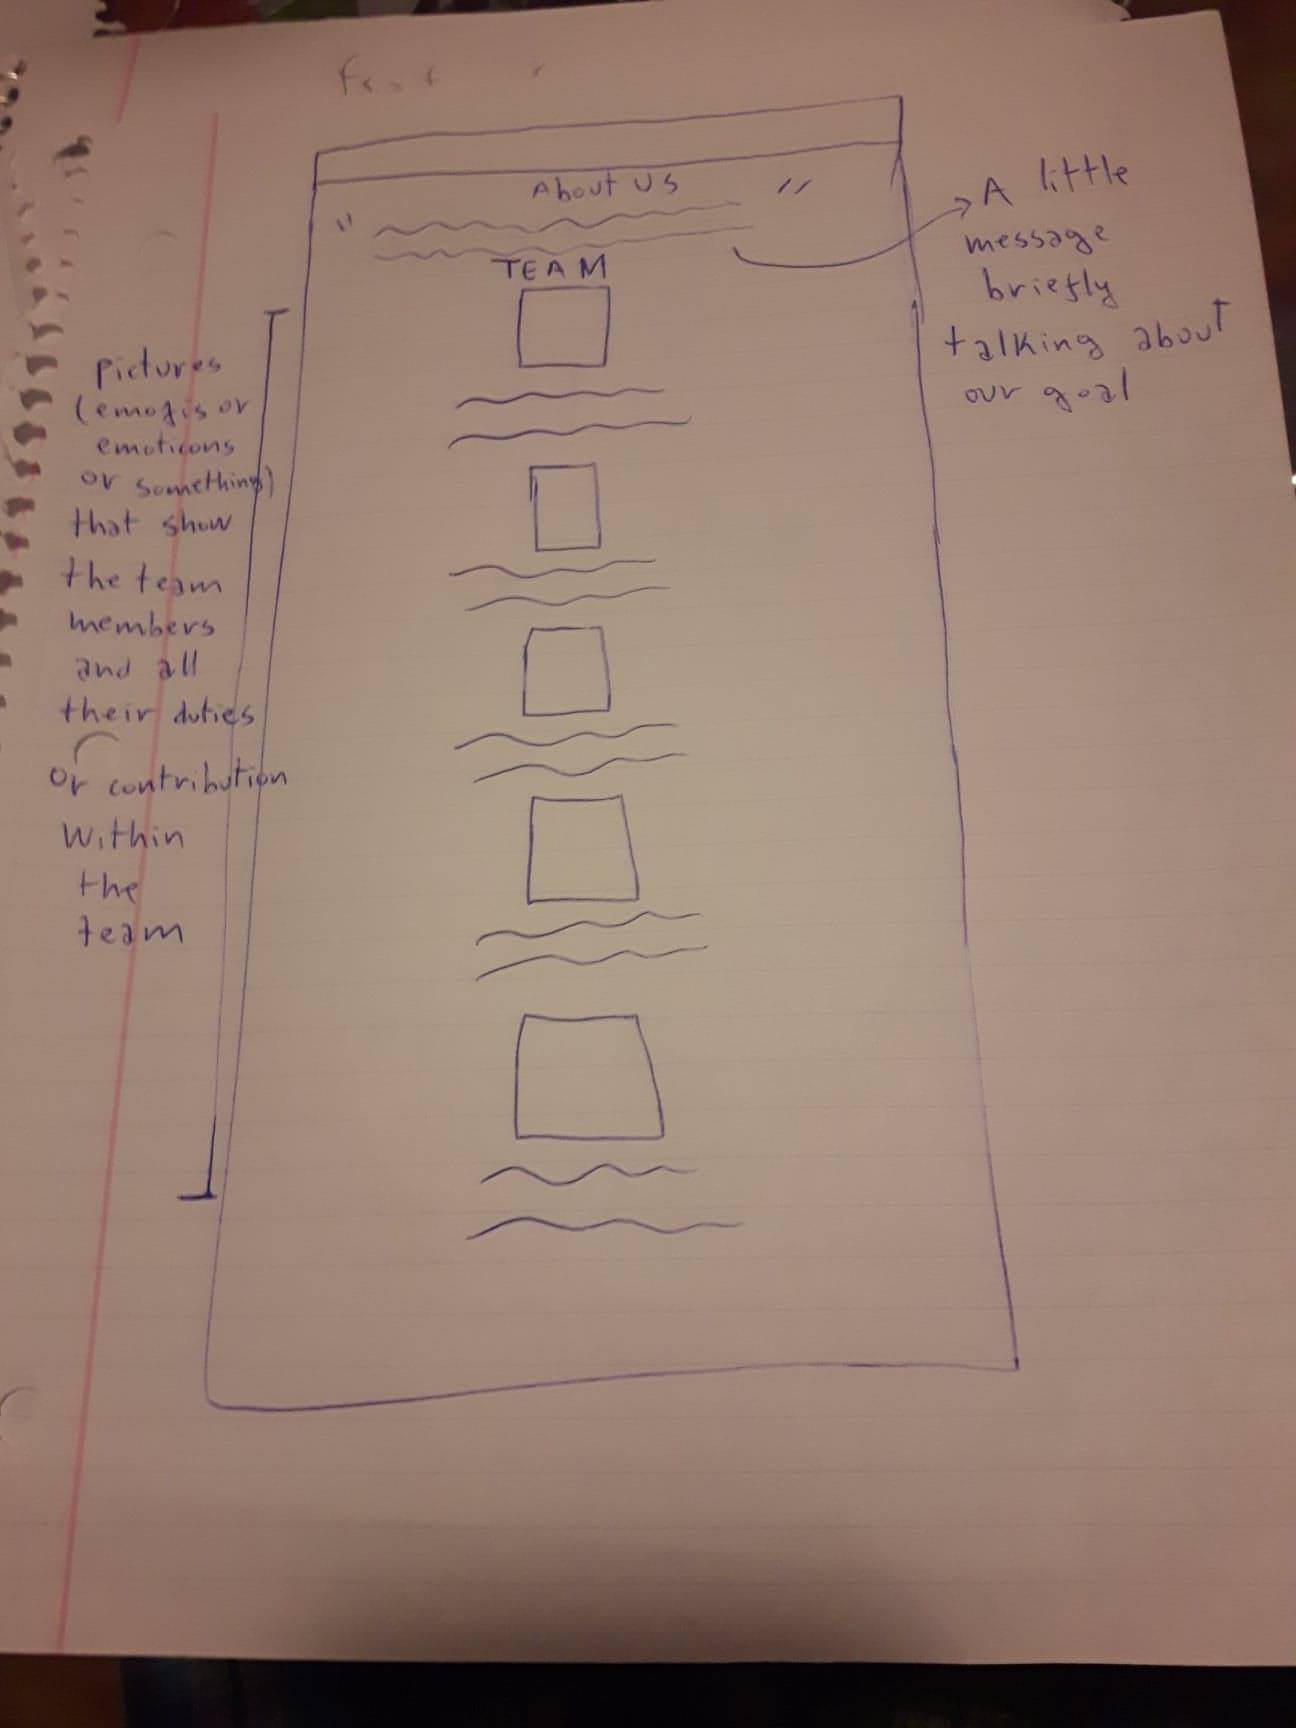 About US
" "
TEAM
A little
message
briefly
talking about
our goal
pictures
(emojis or
emoticons
or something)
that show
the team
members
and all
their duties
or contribution
Within
the
team